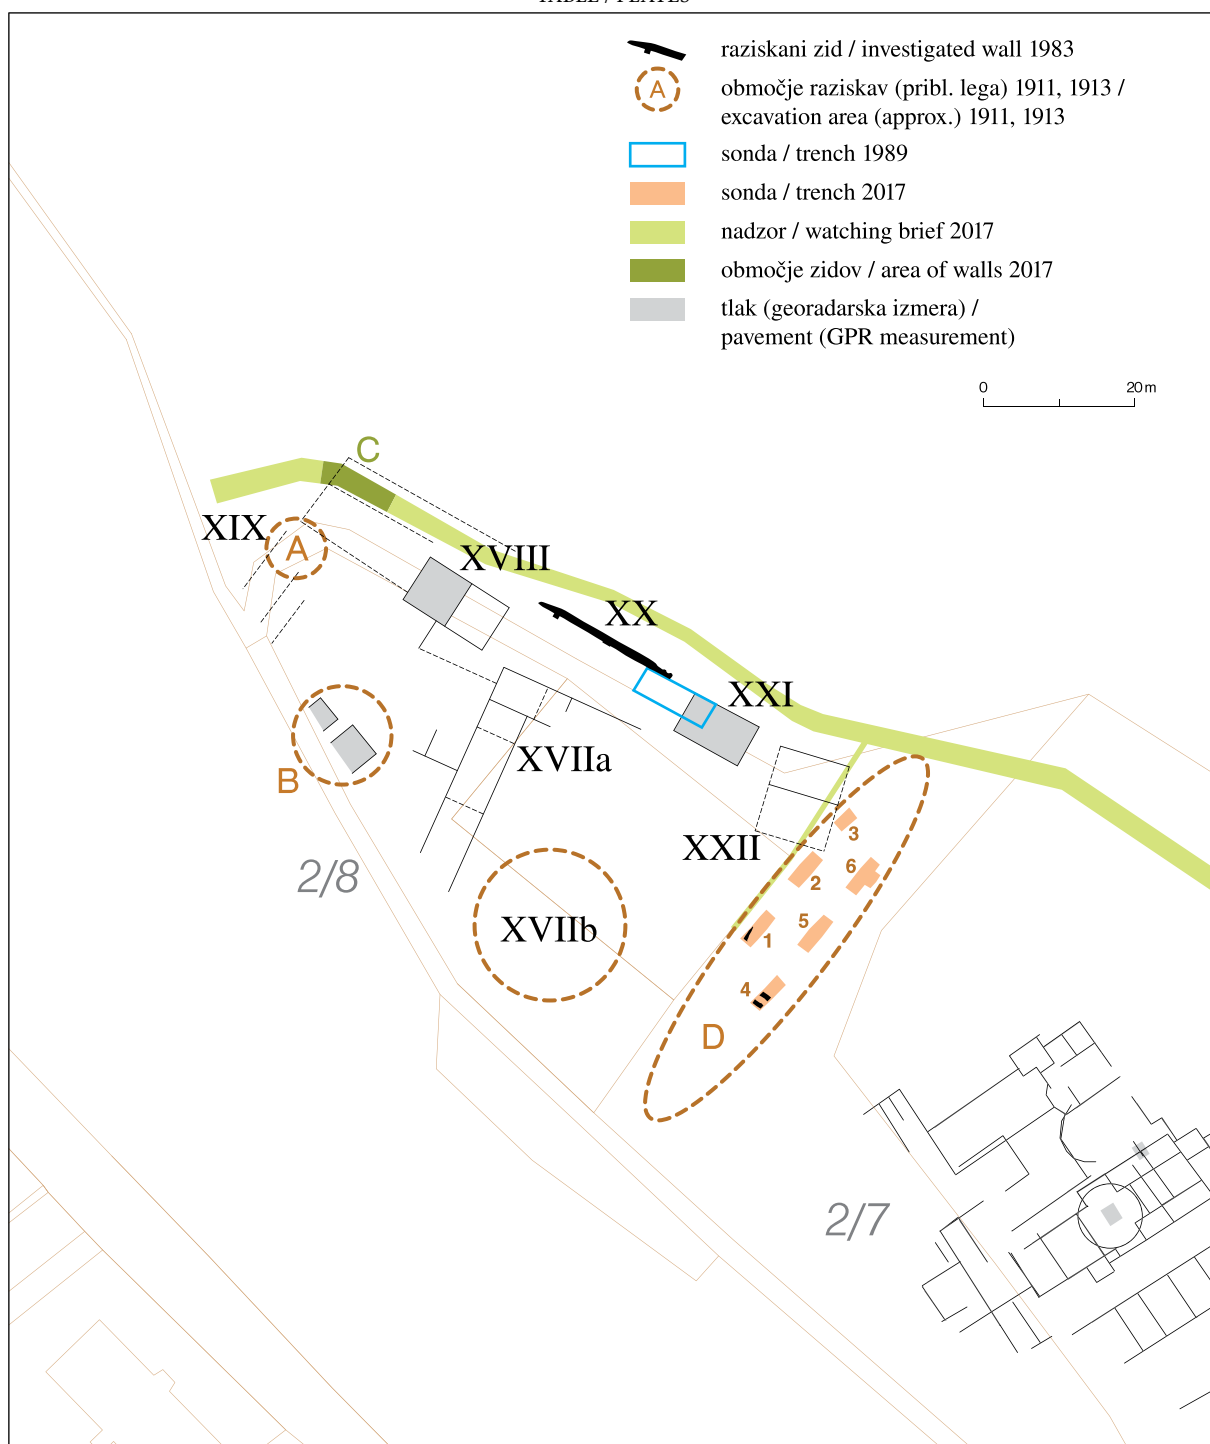 raziskani zid / investigated wall 1983
A
območje raziskav (pribl. lega) 1911, 1913 /
excavation area (approx.) 1911, 1913
sonda / trench 1989
sonda / trench 2017
nadzor / watching brief 2017
območje zidov / area of walls 2017
tlak (georadarska izmera) /
pavement (GPR measurement)
0 20 m
C
XIX
A
XVIII
XX
XXI
B
XVIIa
XXII
3
2/8
2
6
XVIIb
1
5
4
D
2/7